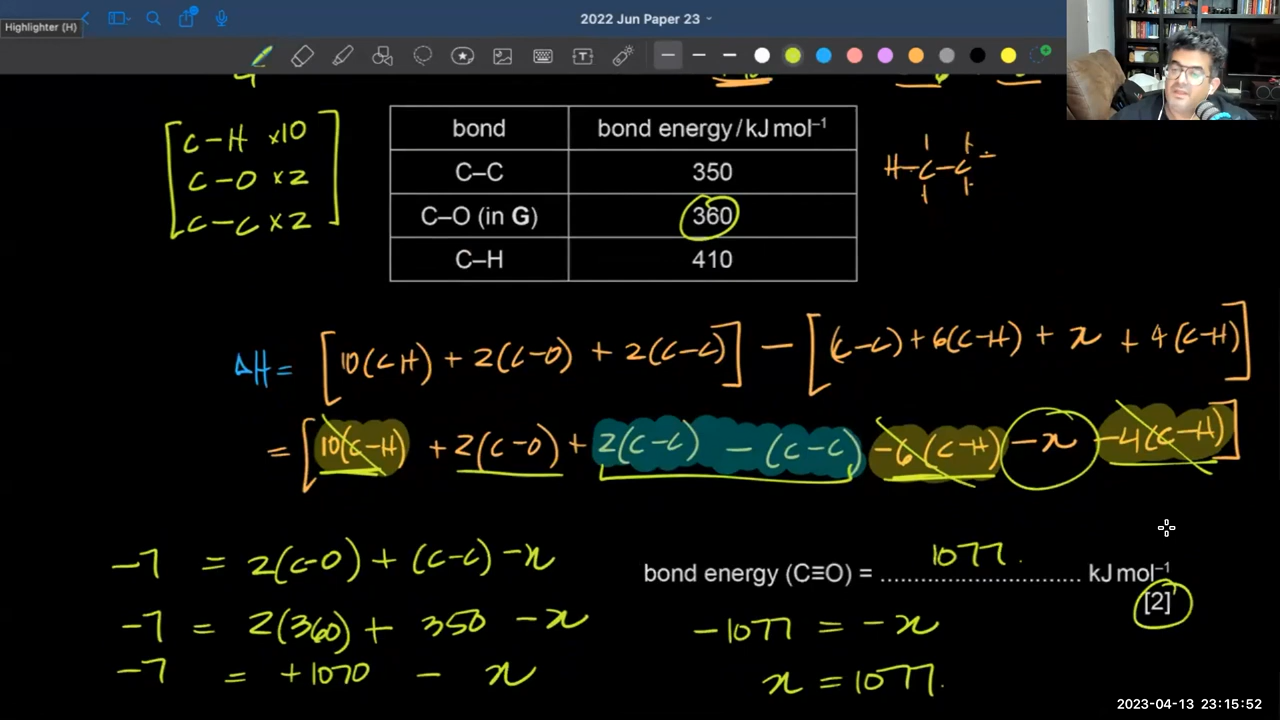 2022 Jun Paper 23
Highlighter (H)
C-H ×10
C-O ×2
C-C ×2
bond bond energy / kJ mol⁻¹
C–C 350
C–O (in G) 360
C–H 410
H-C-C-
ΔH = [10(C-H) + 2(C-O) + 2(C-C)] - [(C-C) + 6(C-H) + x + 4(C-H)]
= [10(C-H) + 2(C-O) + 2(C-C) - (C-C) - 6(C-H) - x - 4(C-H)]
-7 = 2(C-O) + (C-C) - x
-7 = 2(360) + 350 - x
-7 = +1070 - x
bond energy (C≡O) = 1077. kJ mol⁻¹
[2]
-1077 = -x
x = 1077.
2023-04-13 23:15:52